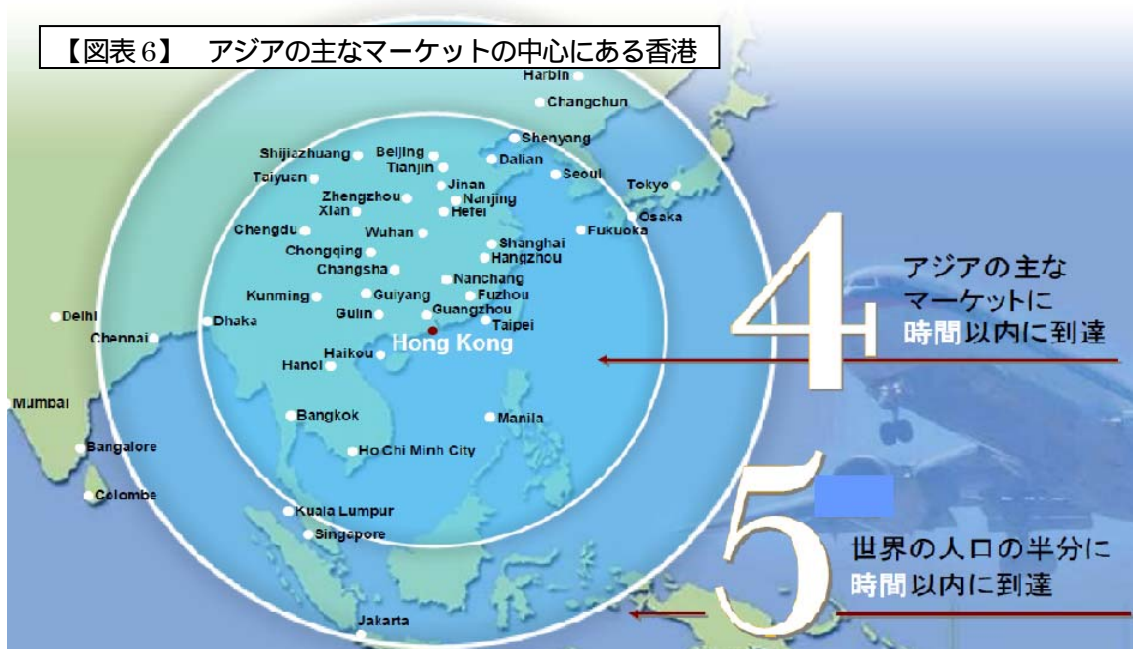 【図表6】 アジアの主なマーケットの中心にある香港
Harbin
Changchun
Shenyang
Shijiazhuang
Beijing
Tianjin
Dalian
Taiyuan
Seoul
Jinan
Tokyo
Zhengzhou
Nanjing
Xian
Hefei
Osaka
Chengdu
Wuhan
Fukuoka
Shanghai
Chongqing
Hangzhou
Changsha
Nanchang
Kunming
Guiyang
Fuzhou
Delhi
Dhaka
Gulin
Guangzhou
Taipei
Chennai
Hong Kong
Haikou
Hanoi
Mumbai
Bangkok
Manila
Bangalore
Ho Chi Minh City
Colombe
Kuala Lumpur
Singapore
Jakarta
4
アジアの主な
マーケットに
時間以内に到達
5
世界の人口の半分に
時間以内に到達